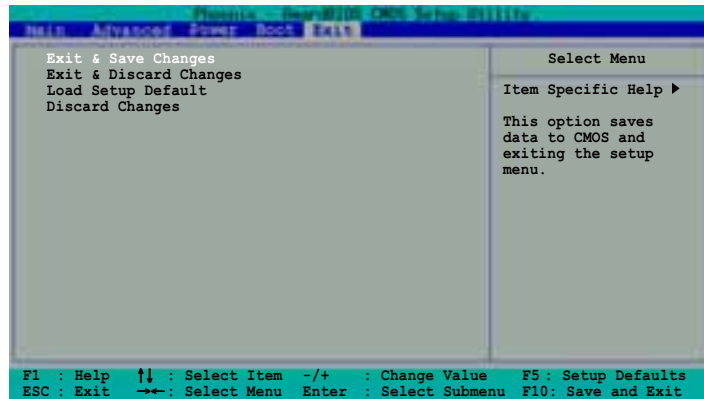 Phoenix - AwardBIOS CMOS Setup Utility
Main Advanced Power Boot Exit
Exit & Save Changes
Exit & Discard Changes
Load Setup Default
Discard Changes
Select Menu
Item Specific Help ▶
This option saves
data to CMOS and
exiting the setup
menu.
F1 : Help ↑↓ : Select Item -/+ : Change Value F5 : Setup Defaults
ESC : Exit →← : Select Menu Enter : Select Submenu F10: Save and Exit